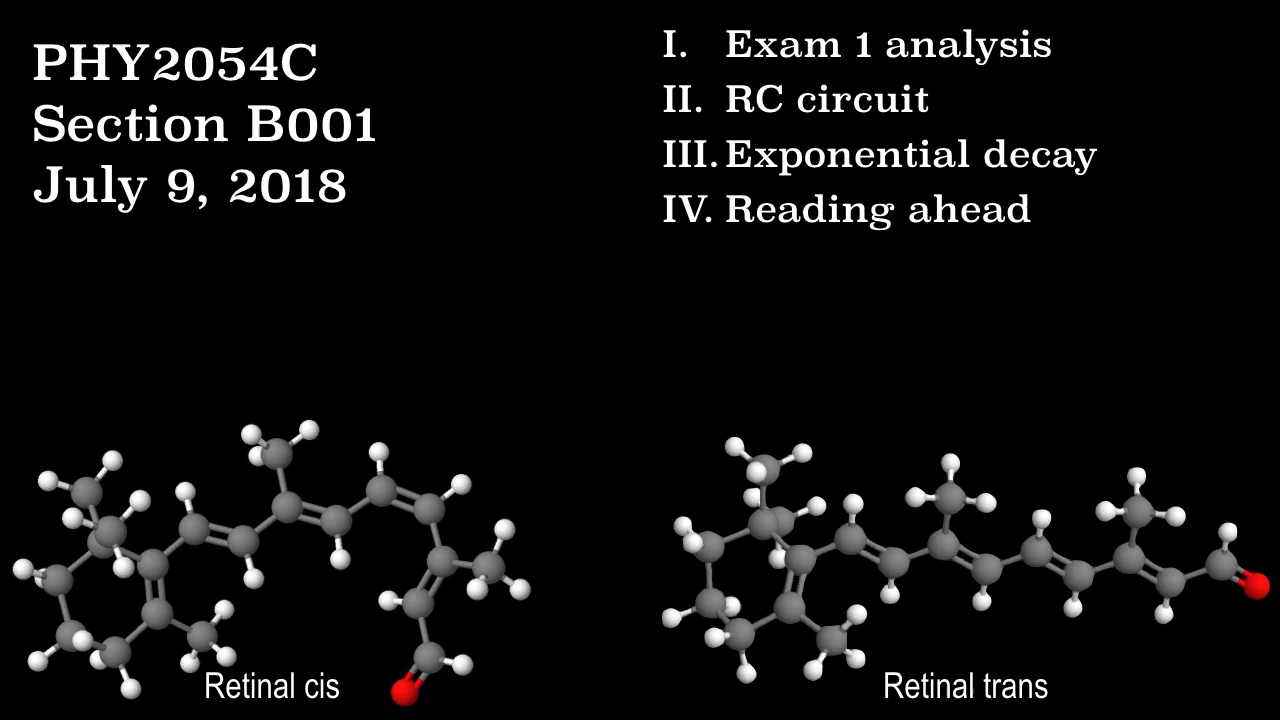 PHY2054C
Section B001
July 9, 2018
I. Exam 1 analysis
II. RC circuit
III. Exponential decay
IV. Reading ahead
Retinal cis
Retinal trans